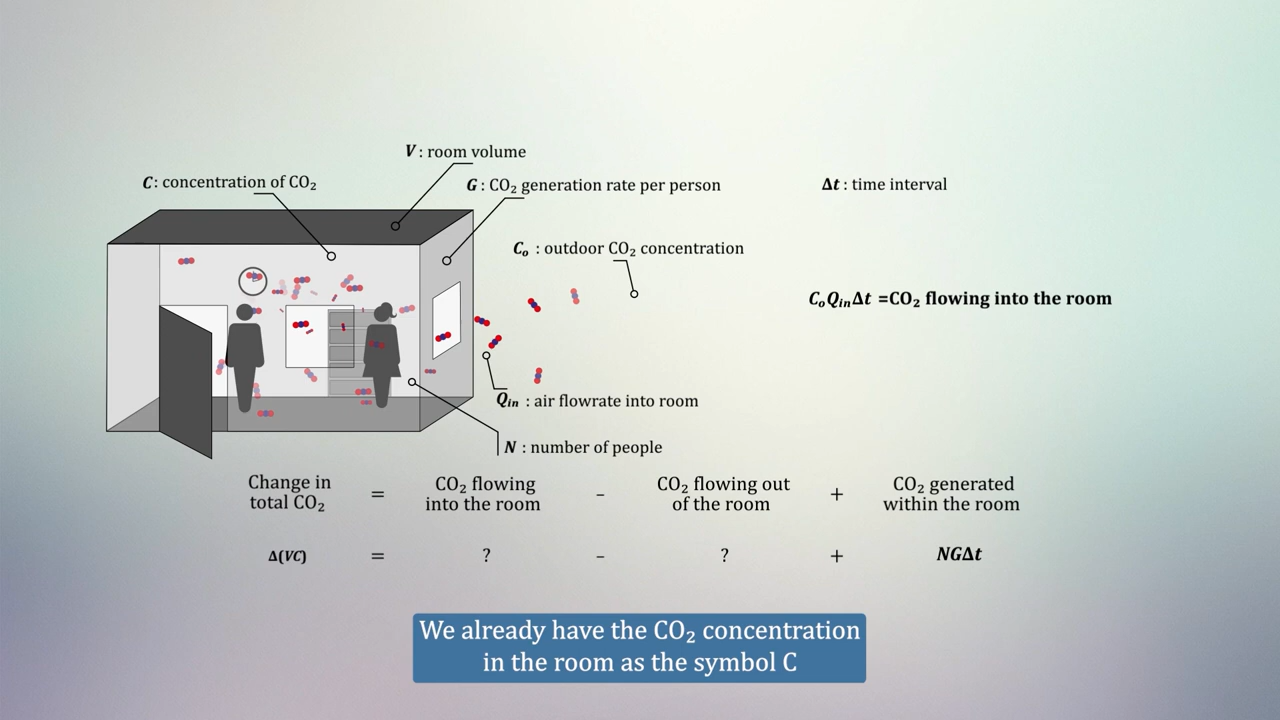 V : room volume
C: concentration of CO₂
G : CO₂ generation rate per person
Δt : time interval
Cₒ : outdoor CO₂ concentration
CₒQᵢₙΔt =CO₂ flowing into the room
Qᵢₙ : air flowrate into room
N : number of people
Change in total CO₂ = CO₂ flowing into the room – CO₂ flowing out of the room + CO₂ generated within the room
Δ(VC) = ? – ? + NGΔt
We already have the CO₂ concentration
in the room as the symbol C